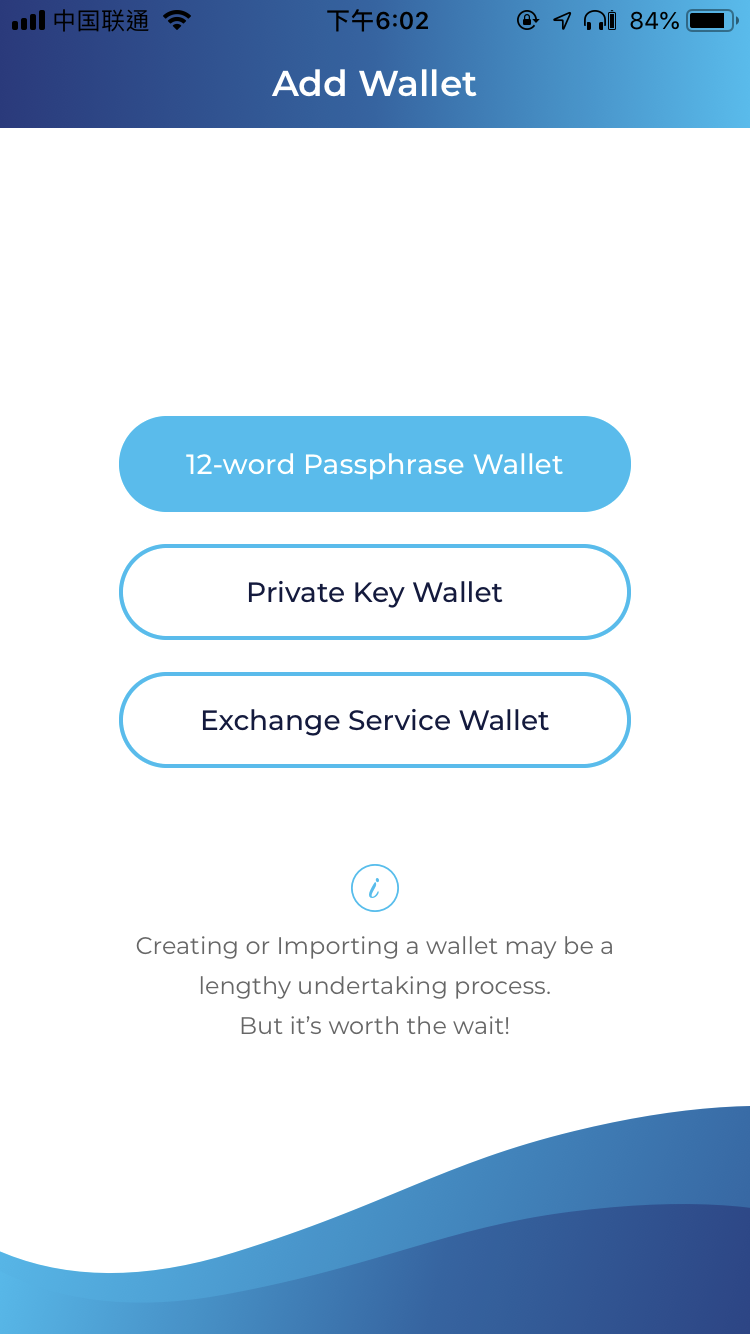 中国联通 下午6:02 84%
Add Wallet
12-word Passphrase Wallet
Private Key Wallet
Exchange Service Wallet
i
Creating or Importing a wallet may be a
lengthy undertaking process.
But it’s worth the wait!